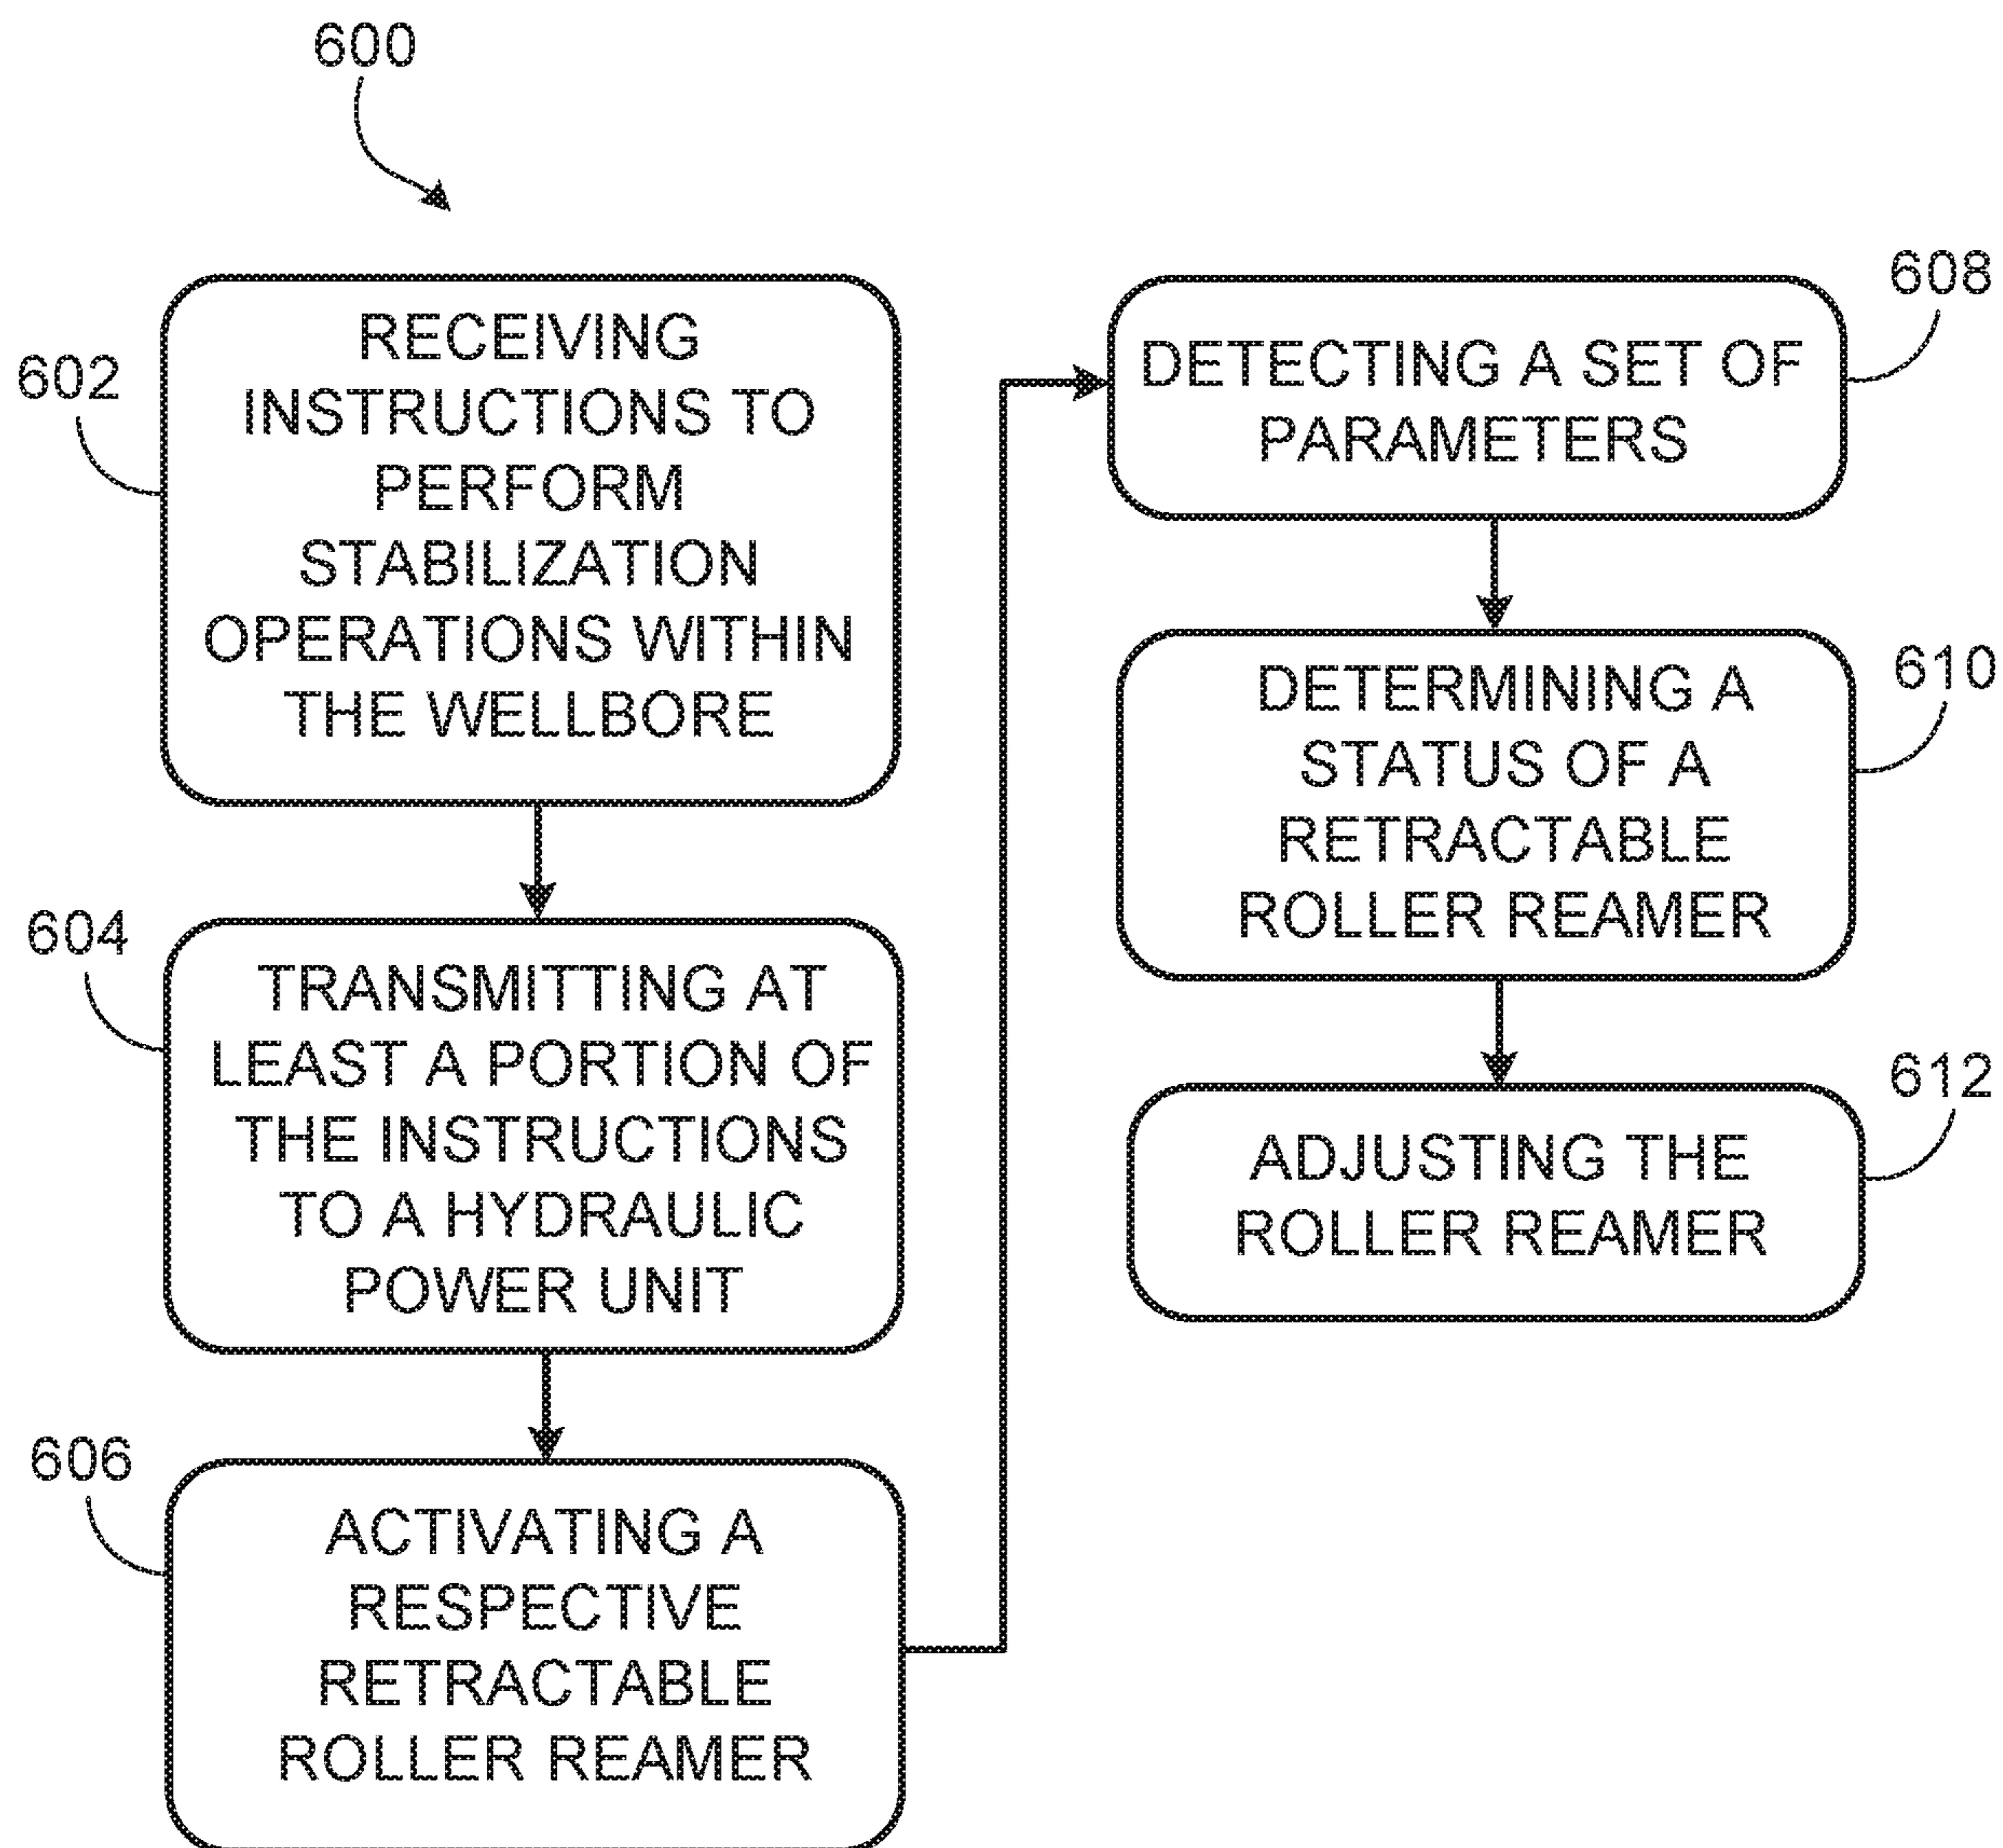 600
602
RECEIVING
INSTRUCTIONS TO
PERFORM
STABILIZATION
OPERATIONS WITHIN
THE WELLBORE
604
TRANSMITTING AT
LEAST A PORTION OF
THE INSTRUCTIONS
TO A HYDRAULIC
POWER UNIT
606
ACTIVATING A
RESPECTIVE
RETRACTABLE
ROLLER REAMER
608
DETECTING A SET OF
PARAMETERS
610
DETERMINING A
STATUS OF A
RETRACTABLE
ROLLER REAMER
612
ADJUSTING THE
ROLLER REAMER